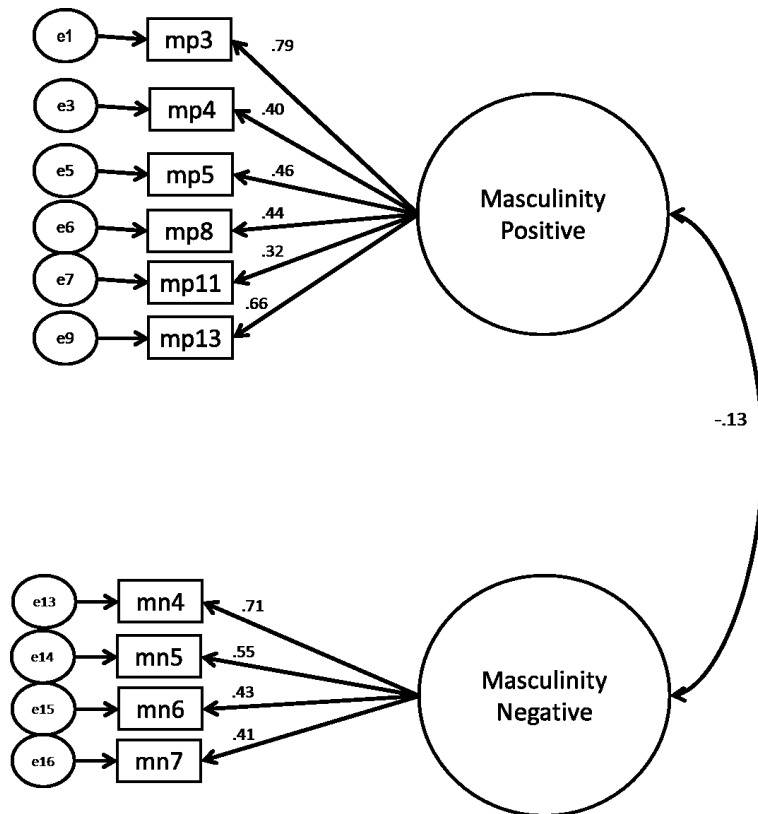 e1
mp3
.79
e3
mp4
.40
e5
mp5
.46
e6
mp8
.44
e7
mp11
.32
e9
mp13
.66
Masculinity
Positive
-.13
e13
mn4
.71
e14
mn5
.55
e15
mn6
.43
e16
mn7
.41
Masculinity
Negative